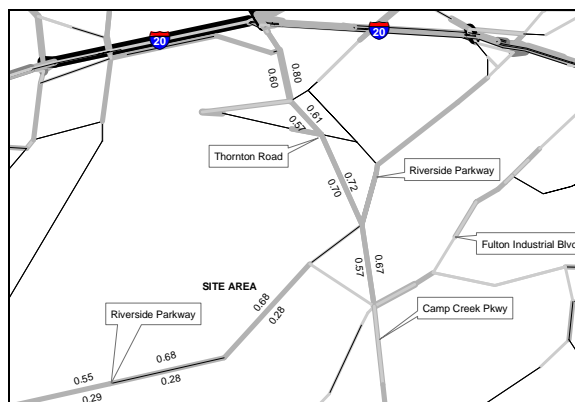 20
20
0.80
0.60
0.61
0.57
Thornton Road
0.72
0.70
Riverside Parkway
Fulton Industrial Blvd
0.67
0.57
SITE AREA
0.68
0.28
Riverside Parkway
Camp Creek Pkwy
0.55
0.68
0.29
0.28